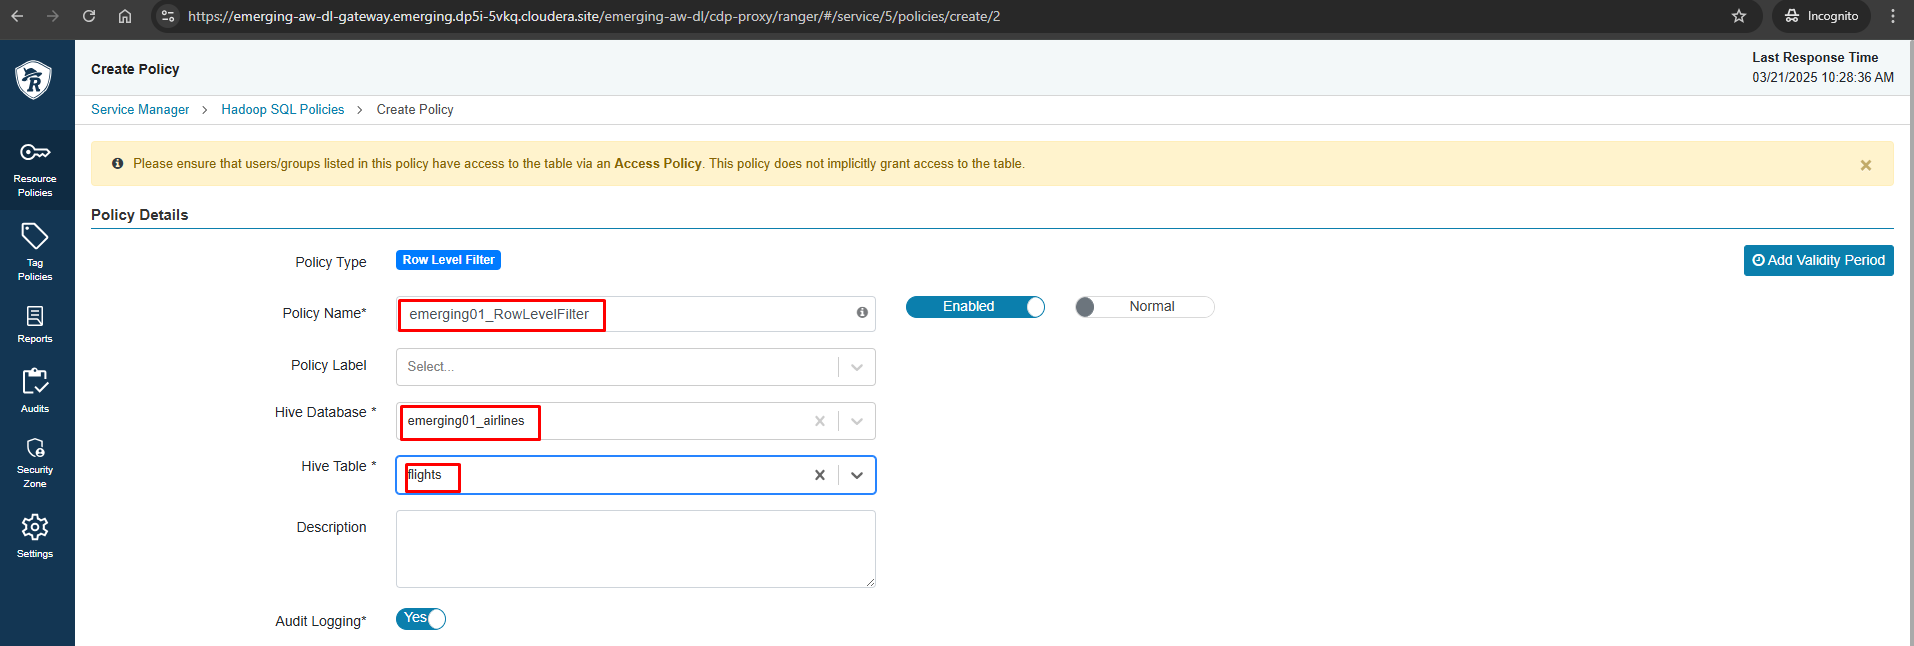 https://emerging-aw-dl-gateway.emerging.dp5i-5vkq.cloudera.site/emerging-aw-dl/cdp-proxy/ranger/#/service/5/policies/create/2
Incognito
R
Create Policy
Last Response Time
03/21/2025 10:28:36 AM
Service Manager > Hadoop SQL Policies > Create Policy
Resource
Policies
Tag
Policies
Reports
Audits
Security
Zone
Settings
Please ensure that users/groups listed in this policy have access to the table via an Access Policy. This policy does not implicitly grant access to the table.
Policy Details
Policy Type Row Level Filter
Add Validity Period
Policy Name* emerging01_RowLevelFilter Enabled Normal
Policy Label Select...
Hive Database * emerging01_airlines
Hive Table * flights
Description
Audit Logging* Yes